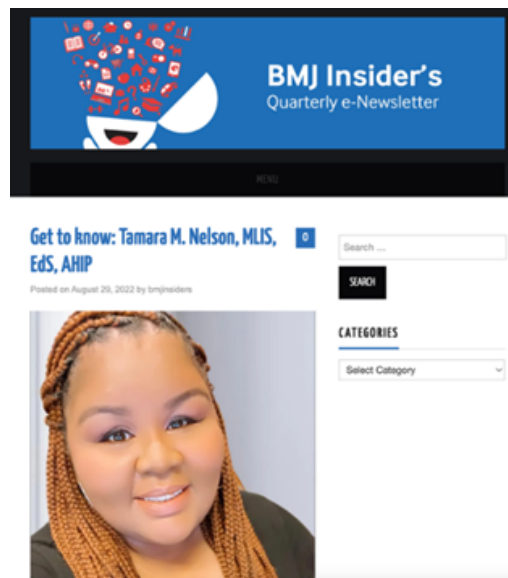 BMJ Insider's
Quarterly e-Newsletter
MENU
Get to know: Tamara M. Nelson, MLIS,
EdS, AHIP
0
Posted on August 29, 2022 by bmjinsiders
Search ...
SEARCH
CATEGORIES
Select Category